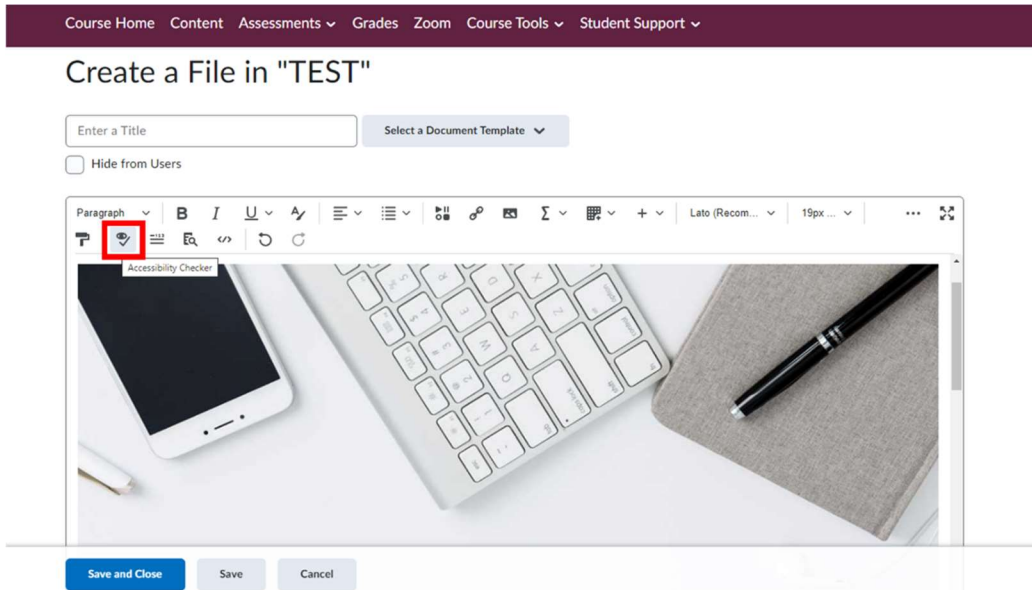 Course Home Content Assessments Grades Zoom Course Tools Student Support
Create a File in "TEST"
Enter a Title
Select a Document Template
Hide from Users
Paragraph B I U Lato (Recom... 19px ...
Accessibility Checker
Save and Close Save Cancel